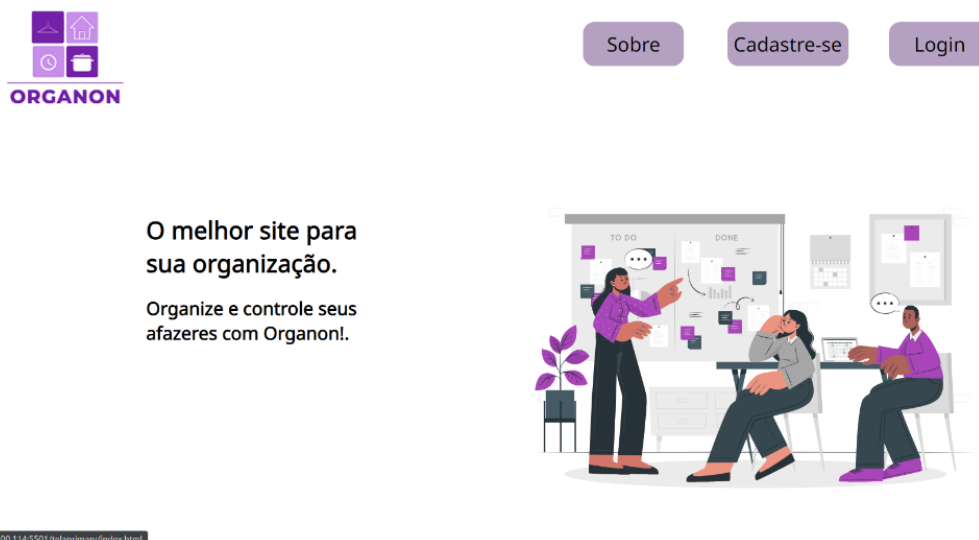 ORGANON
Sobre
Cadastre-se
Login
O melhor site para
sua organização.
Organize e controle seus
afazeres com Organon!.
TO DO
DONE